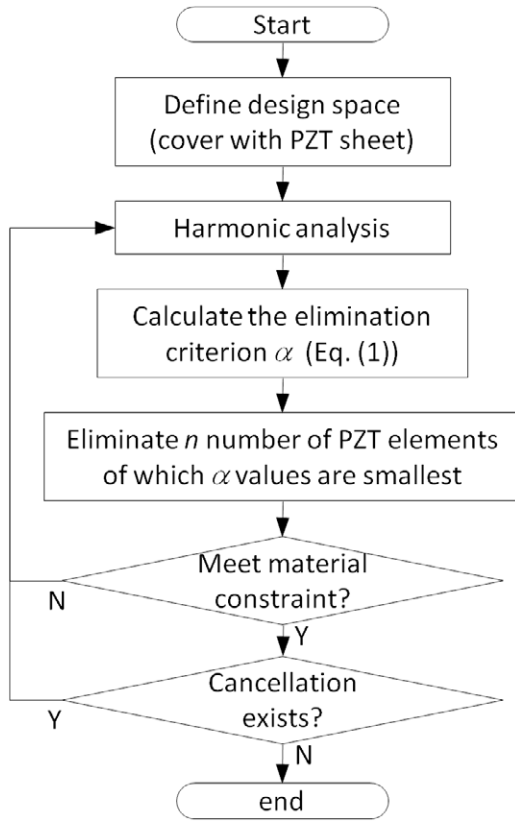 Start
Define design space
(cover with PZT sheet)
Harmonic analysis
Calculate the elimination
criterion α (Eq. (1))
Eliminate n number of PZT elements
of which α values are smallest
Meet material
constraint?
N
Y
Cancellation
exists?
Y
N
end